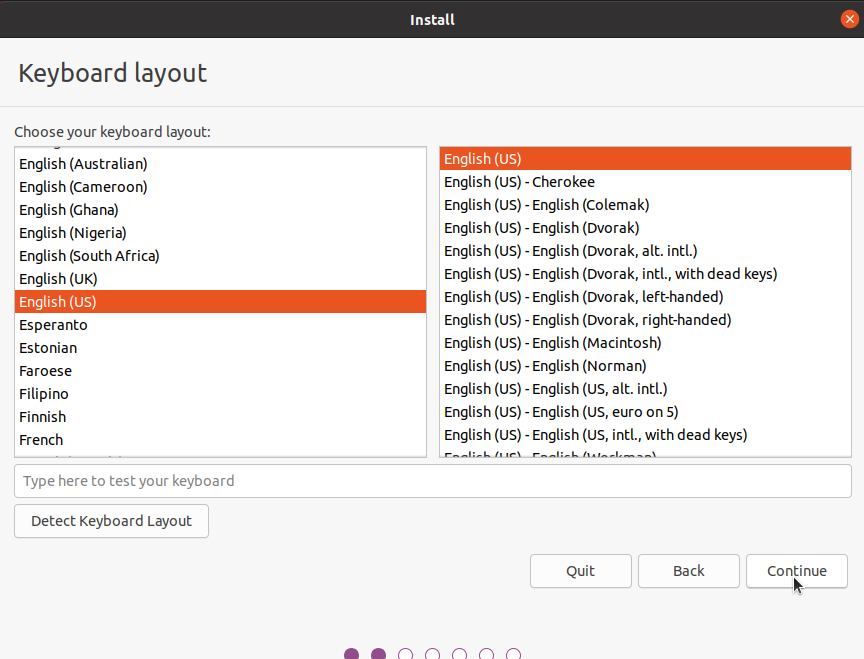 Install
Keyboard layout
Choose your keyboard layout:
English (Australian)
English (Cameroon)
English (Ghana)
English (Nigeria)
English (South Africa)
English (UK)
English (US)
Esperanto
Estonian
Faroese
Filipino
Finnish
French
English (US)
English (US) - Cherokee
English (US) - English (Colemak)
English (US) - English (Dvorak)
English (US) - English (Dvorak, alt. intl.)
English (US) - English (Dvorak, intl., with dead keys)
English (US) - English (Dvorak, left-handed)
English (US) - English (Dvorak, right-handed)
English (US) - English (Macintosh)
English (US) - English (Norman)
English (US) - English (US, alt. intl.)
English (US) - English (US, euro on 5)
English (US) - English (US, intl., with dead keys)
English (US) - English (Workman)
Type here to test your keyboard
Detect Keyboard Layout
Quit
Back
Continue